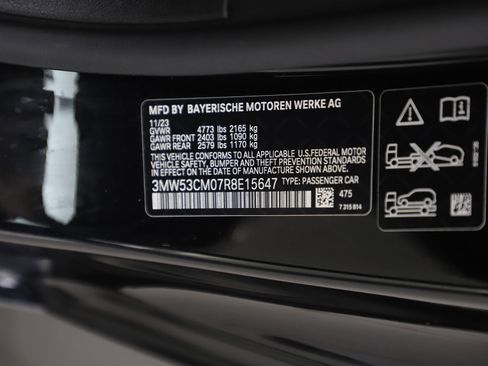 MFD BY BAYERISCHE MOTOREN WERKE AG
11/23
GVWR 4773 lbs 2165 kg
GAWR FRONT 2403 lbs 1090 kg
GAWR REAR 2579 lbs 1170 kg
THIS VEHICLE CONFORMS TO ALL APPLICABLE U.S. FEDERAL MOTOR
VEHICLE SAFETY, BUMPER AND THEFT PREVENTION STANDARDS IN
EFFECT ON THE DATE OF MANUFACTURE SHOWN ABOVE.
3MW53CM07R8E15647 TYPE: PASSENGER CAR
475
7 315 814